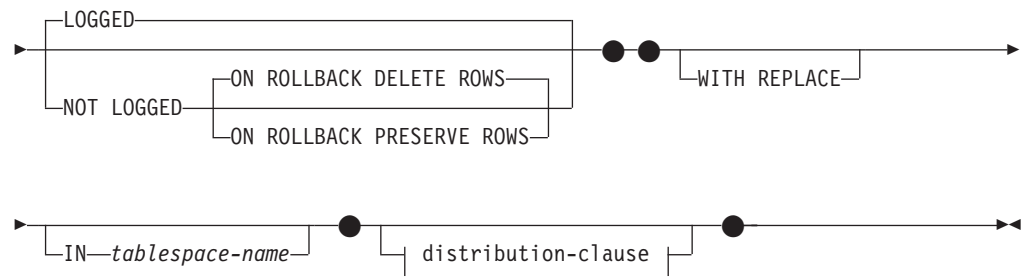 LOGGED
ON ROLLBACK DELETE ROWS
WITH REPLACE
NOT LOGGED
ON ROLLBACK PRESERVE ROWS
IN tablespace-name
distribution-clause